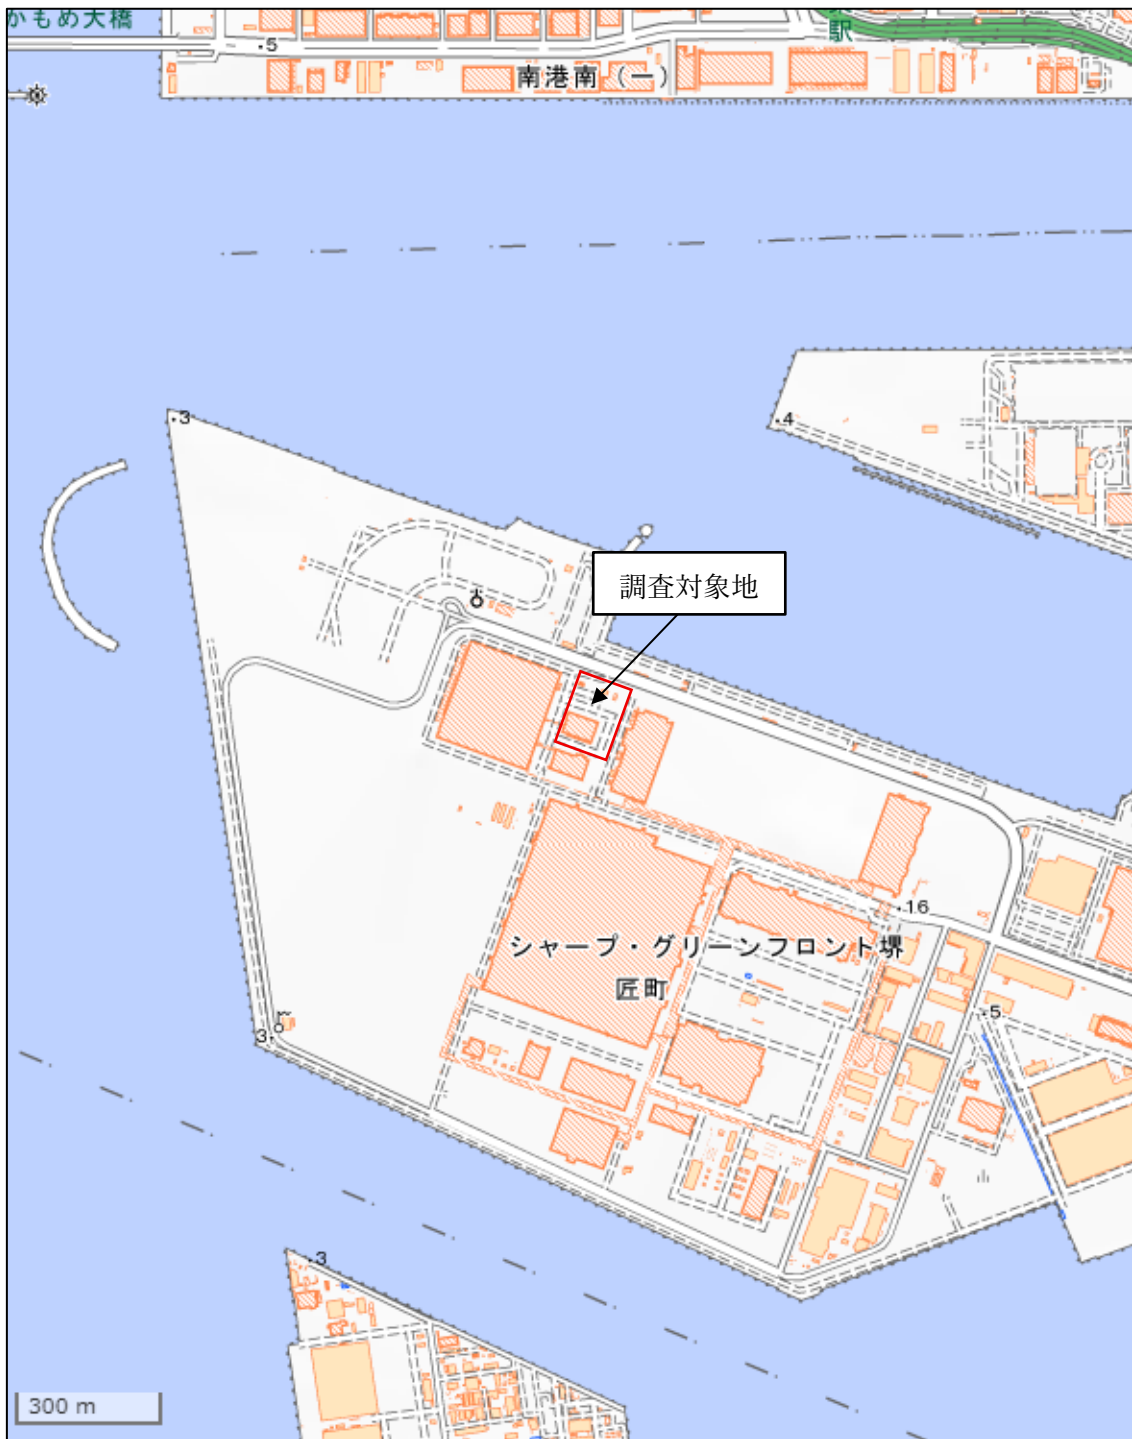 かもめ大橋
駅
.5
南港南（一）
.3
.4
調査対象地
.16
シャープ・グリーンフロント堺
匠町
.5
3.
.3
300 m